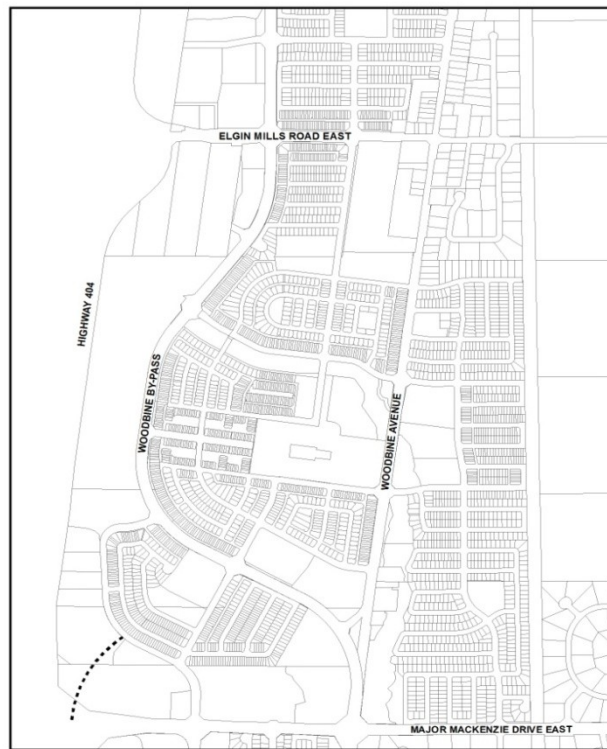 ELGIN MILLS ROAD EAST
HIGHWAY 404
WOODBINE BY-PASS
WOODBINE AVENUE
MAJOR MACKENZIE DRIVE EAST